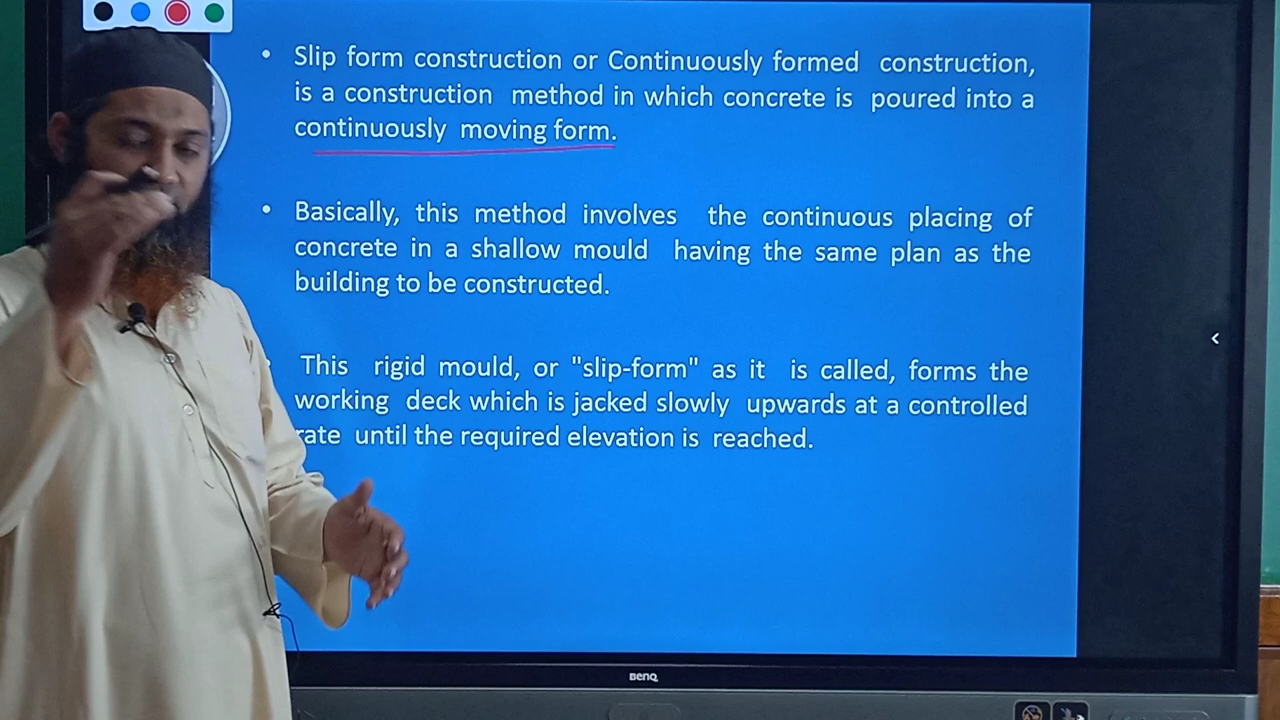 • Slip form construction or Continuously formed construction,
is a construction method in which concrete is poured into a
continuously moving form.
• Basically, this method involves the continuous placing of
concrete in a shallow mould having the same plan as the
building to be constructed.
This rigid mould, or "slip-form" as it is called, forms the
working deck which is jacked slowly upwards at a controlled
rate until the required elevation is reached.
BenQ